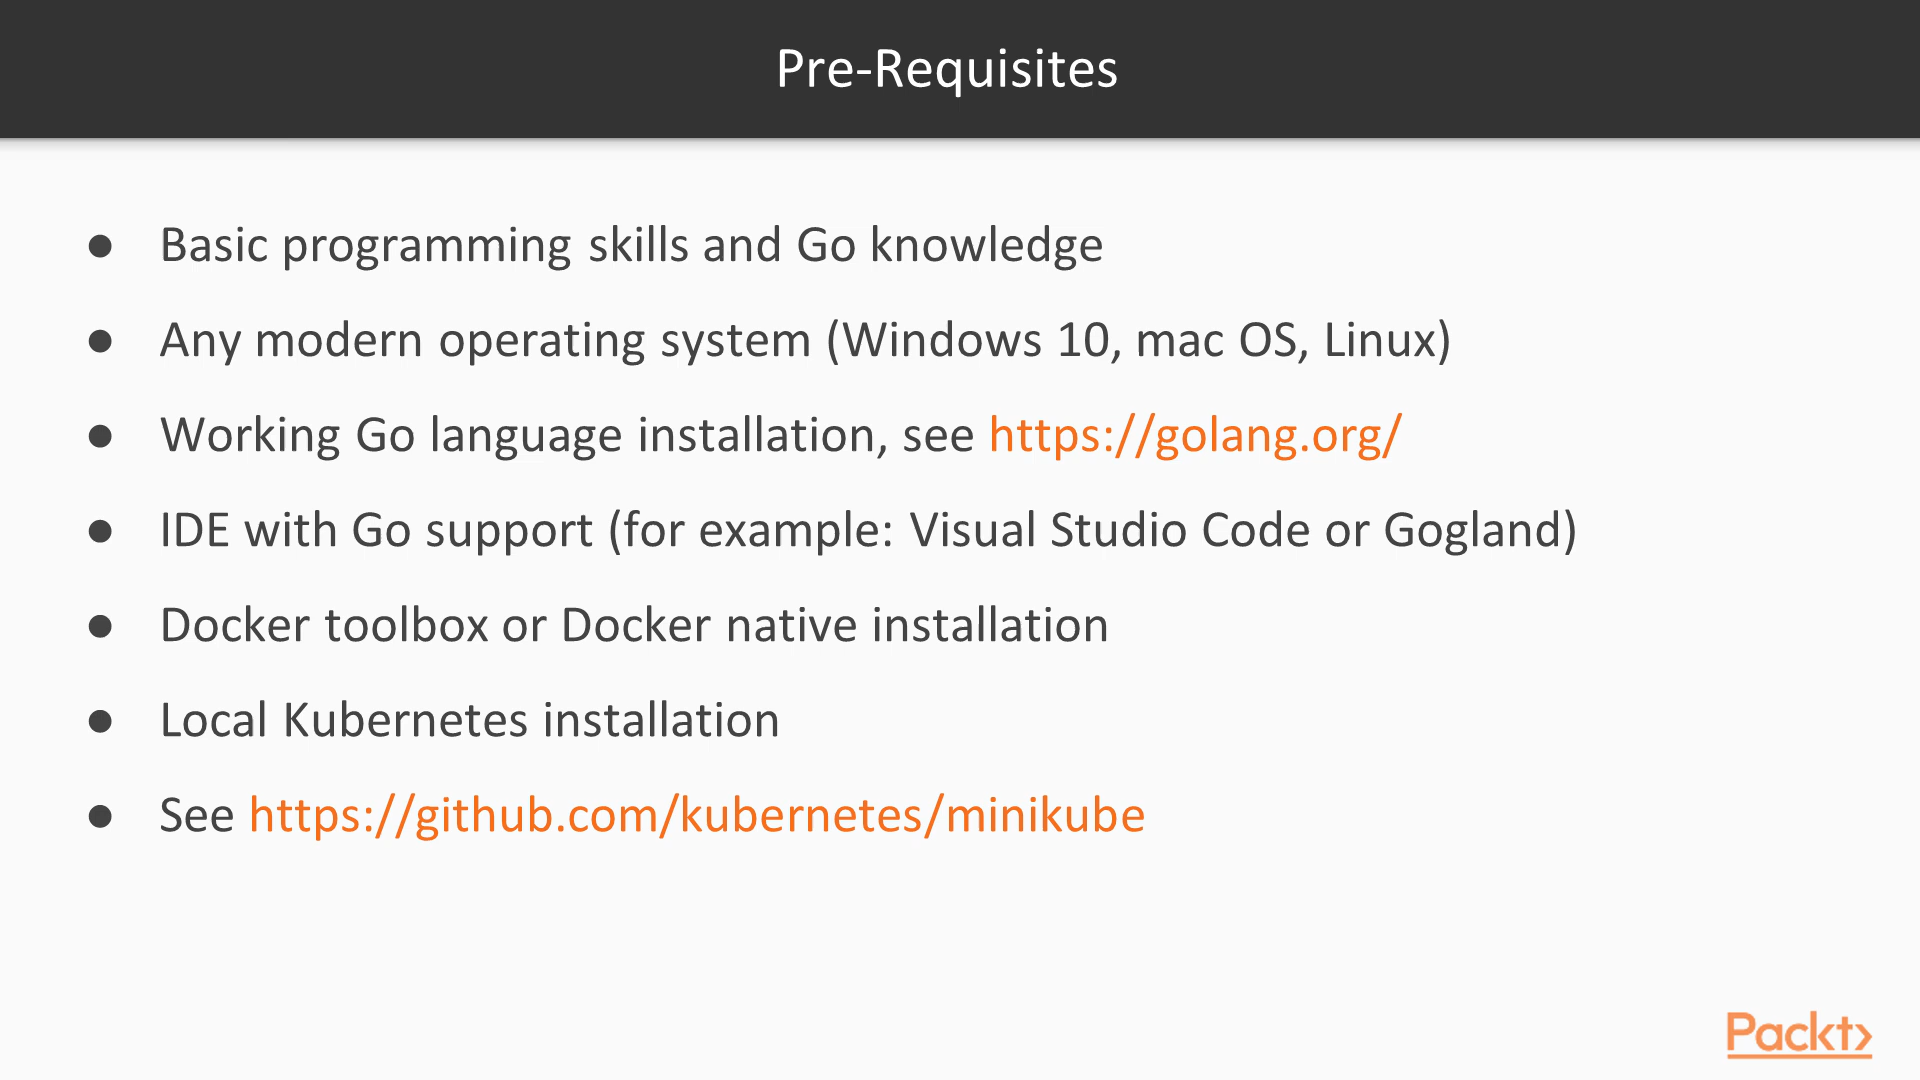 Pre-Requisites
● Basic programming skills and Go knowledge
● Any modern operating system (Windows 10, mac OS, Linux)
● Working Go language installation, see https://golang.org/
● IDE with Go support (for example: Visual Studio Code or Gogland)
● Docker toolbox or Docker native installation
● Local Kubernetes installation
● See https://github.com/kubernetes/minikube
Packt>